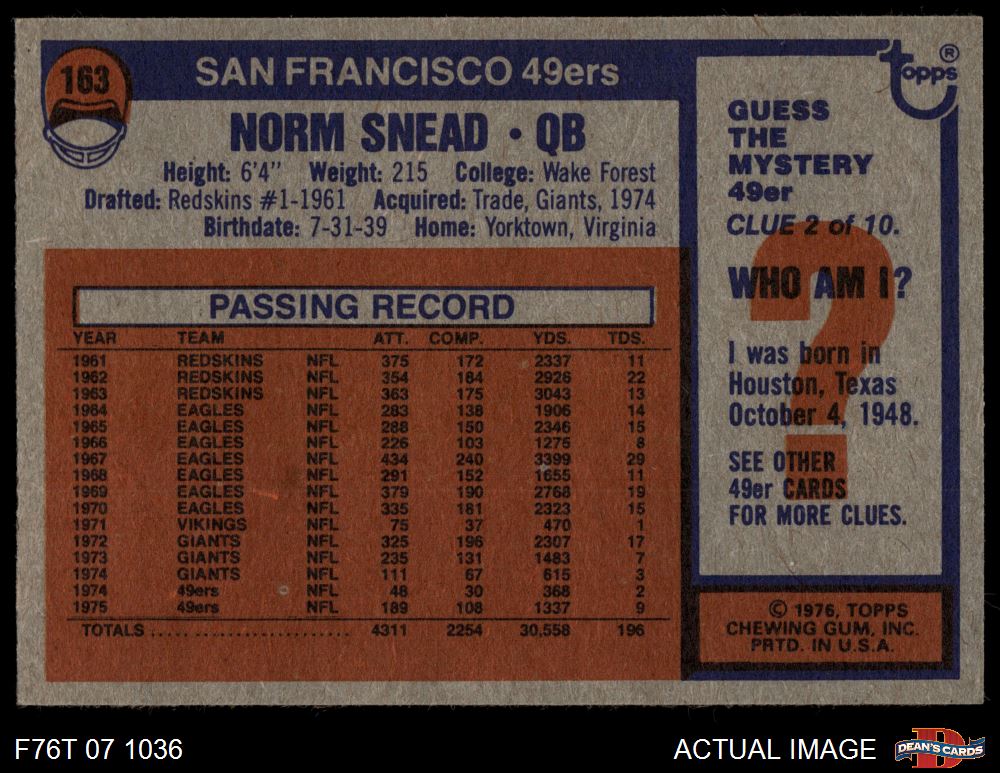 163
SAN FRANCISCO 49ers
NORM SNEAD • QB
Height: 6'4" Weight: 215 College: Wake Forest
Drafted: Redskins #1-1961 Acquired: Trade, Giants, 1974
Birthdate: 7-31-39 Home: Yorktown, Virginia
PASSING RECORD
YEAR TEAM ATT. COMP. YDS. TDS.
1961 REDSKINS NFL 375 172 2337 11
1962 REDSKINS NFL 354 184 2926 22
1963 REDSKINS NFL 363 175 3043 13
1964 EAGLES NFL 283 138 1906 14
1965 EAGLES NFL 288 150 2346 15
1966 EAGLES NFL 226 103 1275 8
1967 EAGLES NFL 434 240 3399 29
1968 EAGLES NFL 291 152 1655 11
1969 EAGLES NFL 379 190 2768 19
1970 EAGLES NFL 335 181 2323 15
1971 VIKINGS NFL 75 37 470 1
1972 GIANTS NFL 325 196 2307 17
1973 GIANTS NFL 235 131 1483 7
1974 GIANTS NFL 111 67 615 3
1974 49ers NFL 48 30 368 2
1975 49ers NFL 189 108 1337 9
TOTALS .......................... 4311 2254 30,558 196
topps®
GUESS
THE
MYSTERY
49er
CLUE 2 of 10.
?
WHO AM I?
I was born in
Houston, Texas
October 4, 1948.
SEE OTHER
49er CARDS
FOR MORE CLUES.
© 1976, TOPPS
CHEWING GUM, INC.
PRTD. IN U.S.A.
F76T 07 1036
ACTUAL IMAGE
D
DEAN'S CARDS